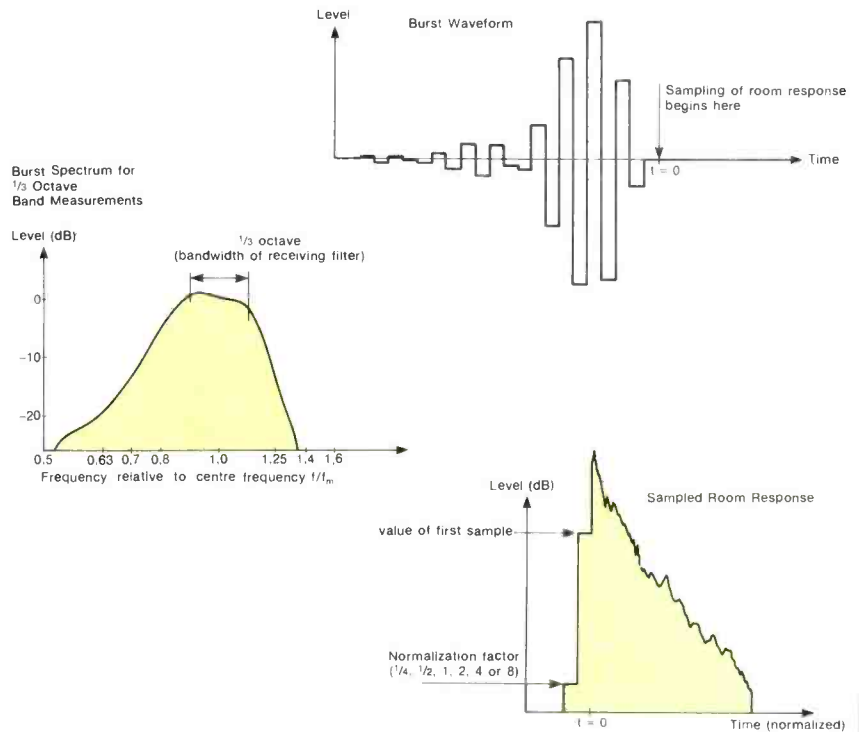 Level
Burst Waveform
Sampling of room response
begins here
Time
t = 0
Burst Spectrum for
1/3 Octave
Band Measurements
Level (dB)
1/3 octave
(bandwidth of receiving filter)
0
-10
-20
0.5
0.63
0.7
0.8
1.0
1.25
1.4
1.6
Frequency relative to centre frequency f/fm
Level (dB)
Sampled Room Response
value of first sample
Normalization factor
(1/4, 1/2, 1, 2, 4 or 8)
t = 0
Time (normalized)